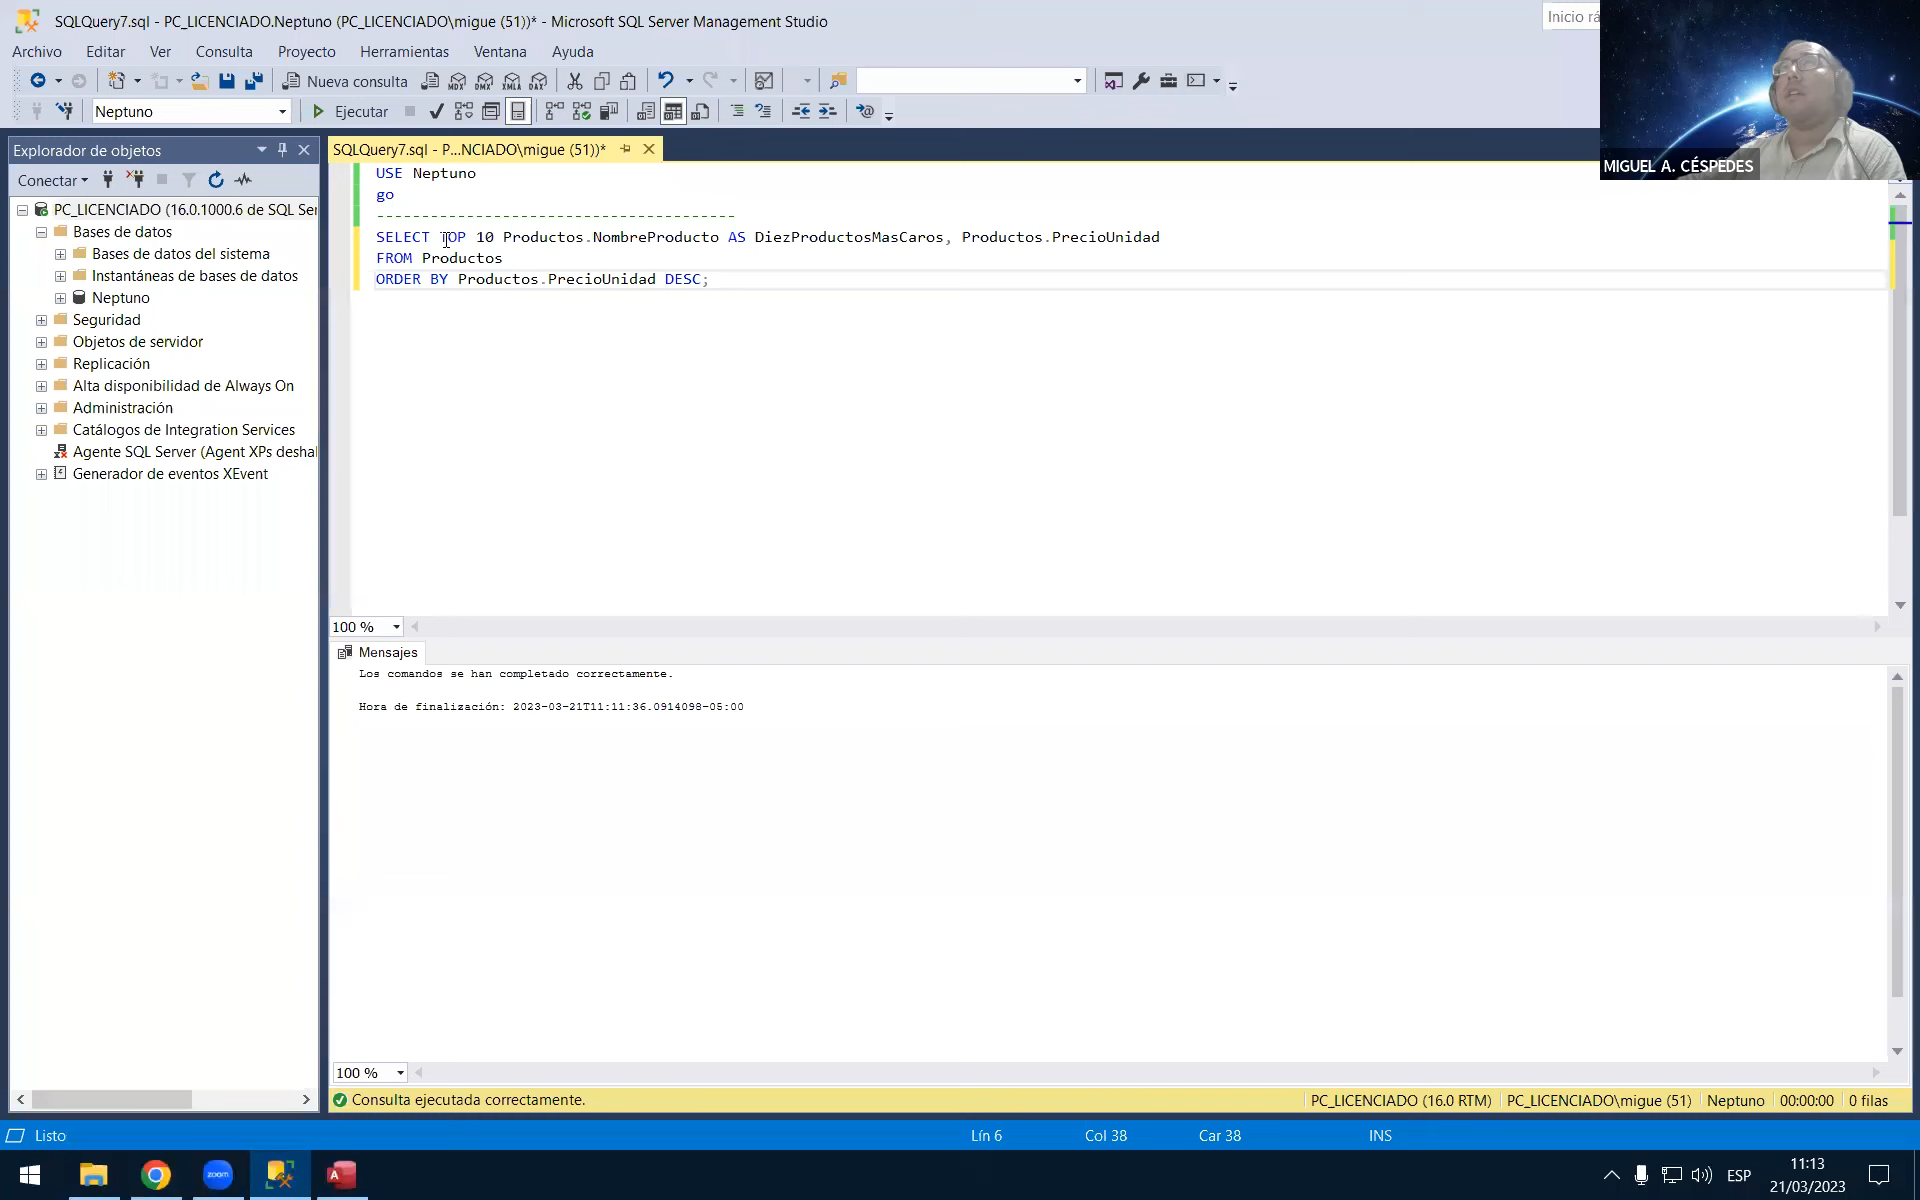 SQLQuery7.sql - PC_LICENCIADO.Neptuno (PC_LICENCIADO\migue (51))* - Microsoft SQL Server Management Studio
Inicio rá
Archivo Editar Ver Consulta Proyecto Herramientas Ventana Ayuda
Nueva consulta
MDX DMX XMLA DAX
Neptuno
Ejecutar
MIGUEL A. CÉSPEDES
Explorador de objetos
Conectar
PC_LICENCIADO (16.0.1000.6 de SQL Ser
Bases de datos
Bases de datos del sistema
Instantáneas de bases de datos
Neptuno
Seguridad
Objetos de servidor
Replicación
Alta disponibilidad de Always On
Administración
Catálogos de Integration Services
Agente SQL Server (Agent XPs deshal
Generador de eventos XEvent
SQLQuery7.sql - P...NCIADO\migue (51))*
USE Neptuno
go
----------------------------------------
SELECT TOP 10 Productos.NombreProducto AS DiezProductosMasCaros, Productos.PrecioUnidad
FROM Productos
ORDER BY Productos.PrecioUnidad DESC;
100 %
Mensajes
Los comandos se han completado correctamente.
Hora de finalización: 2023-03-21T11:11:36.0914098-05:00
100 %
Consulta ejecutada correctamente.
PC_LICENCIADO (16.0 RTM) PC_LICENCIADO\migue (51) Neptuno 00:00:00 0 filas
Listo
Lín 6 Col 38 Car 38 INS
zoom
A
ESP
11:13
21/03/2023